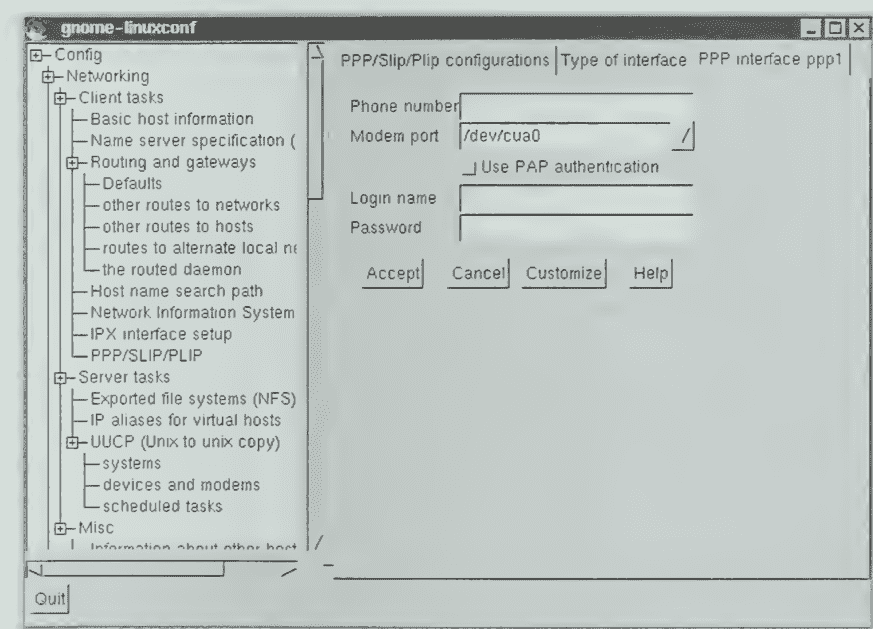 gnome-linuxconf
Config
Networking
Client tasks
Basic host information
Name server specification (
Routing and gateways
Defaults
other routes to networks
other routes to hosts
routes to alternate local ne
the routed daemon
Host name search path
Network Information System
IPX interface setup
PPP/SLIP/PLIP
Server tasks
Exported file systems (NFS)
IP aliases for virtual hosts
UUCP (Unix to unix copy)
systems
devices and modems
scheduled tasks
Misc
Information about other host
Quit
PPP/Slip/Plip configurations Type of interface PPP interface ppp1
Phone number
Modem port /dev/cua0
Use PAP authentication
Login name
Password
Accept Cancel Customize Help